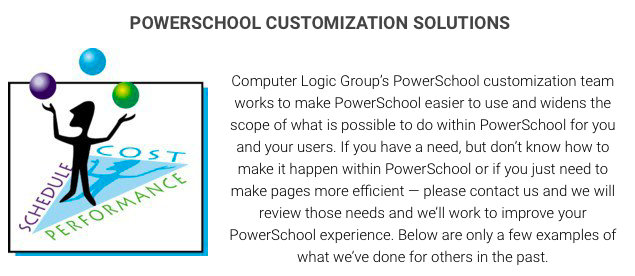 POWERSCHOOL CUSTOMIZATION SOLUTIONS
SCHEDULE
COST
PERFORMANCE
Computer Logic Group's PowerSchool customization team
works to make PowerSchool easier to use and widens the
scope of what is possible to do within PowerSchool for you
and your users. If you have a need, but don't know how to
make it happen within PowerSchool or if you just need to
make pages more efficient — please contact us and we will
review those needs and we'll work to improve your
PowerSchool experience. Below are only a few examples of
what we've done for others in the past.